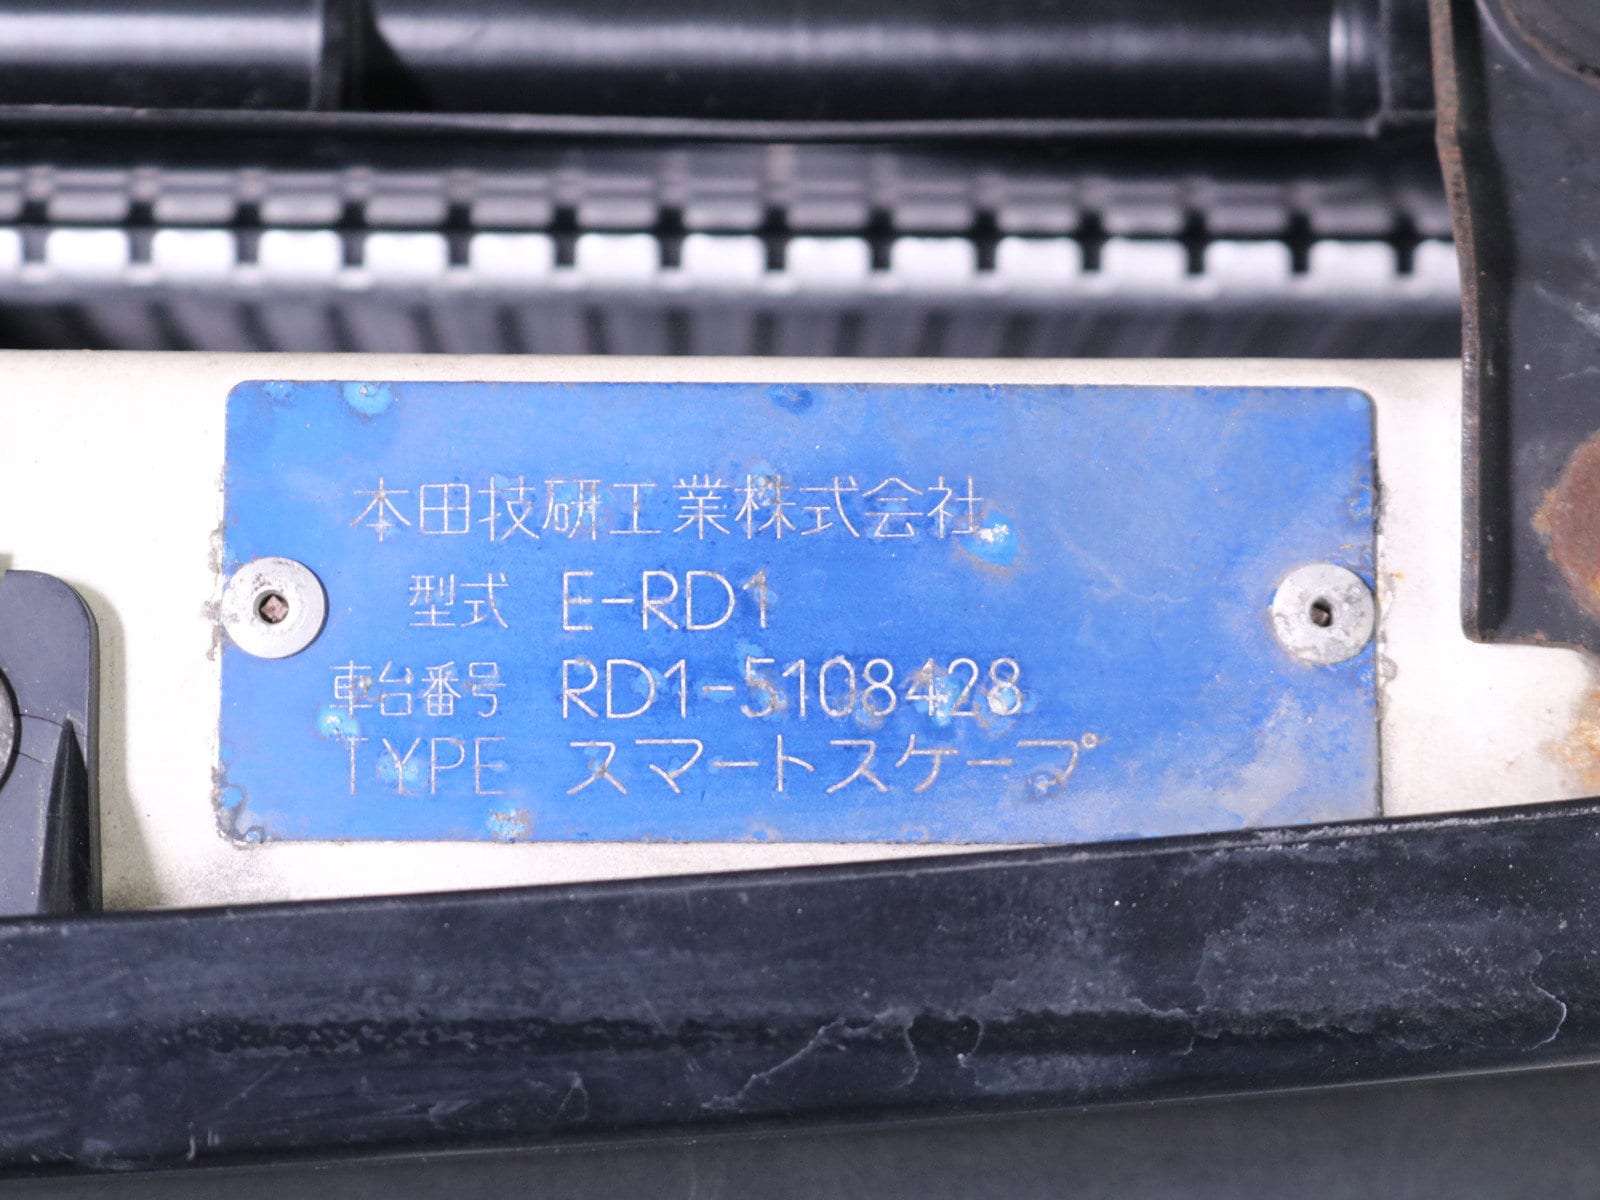 本田技研工業株式会社
型式 E-RD1
車台番号 RD1-5108428
TYPE スマートスケープ